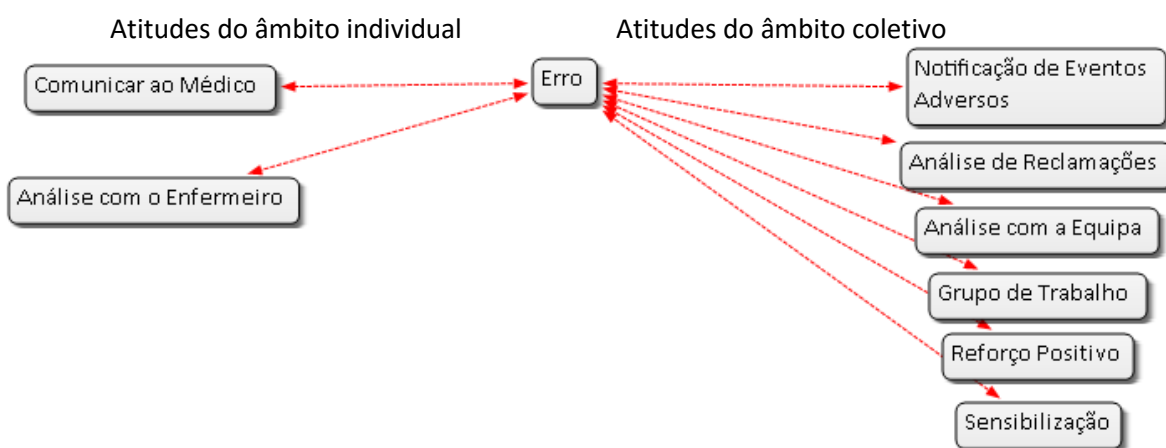 Atitudes do âmbito individual
Atitudes do âmbito coletivo
Comunicar ao Médico
Erro
Notificação de Eventos
Adversos
Análise de Reclamações
Análise com o Enfermeiro
Análise com a Equipa
Grupo de Trabalho
Reforço Positivo
Sensibilização